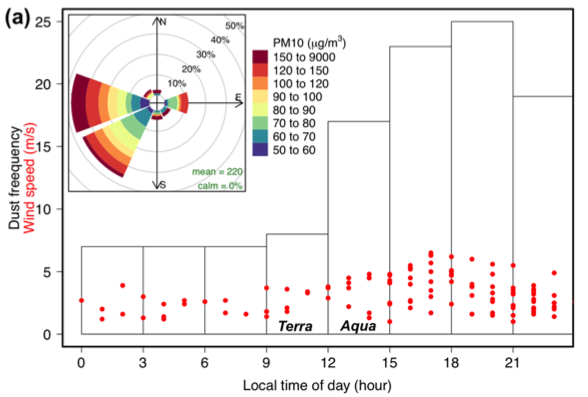 (a)
N
50%
40%
30%
20%
10%
E
S
mean = 220
calm = 0%
PM10 (μg/m³)
150 to 9000
120 to 150
100 to 120
90 to 100
80 to 90
70 to 80
60 to 70
50 to 60
Dust freequency
Wind speed (m/s)
25
20
15
10
5
0
Terra
Aqua
0 3 6 9 12 15 18 21
Local time of day (hour)